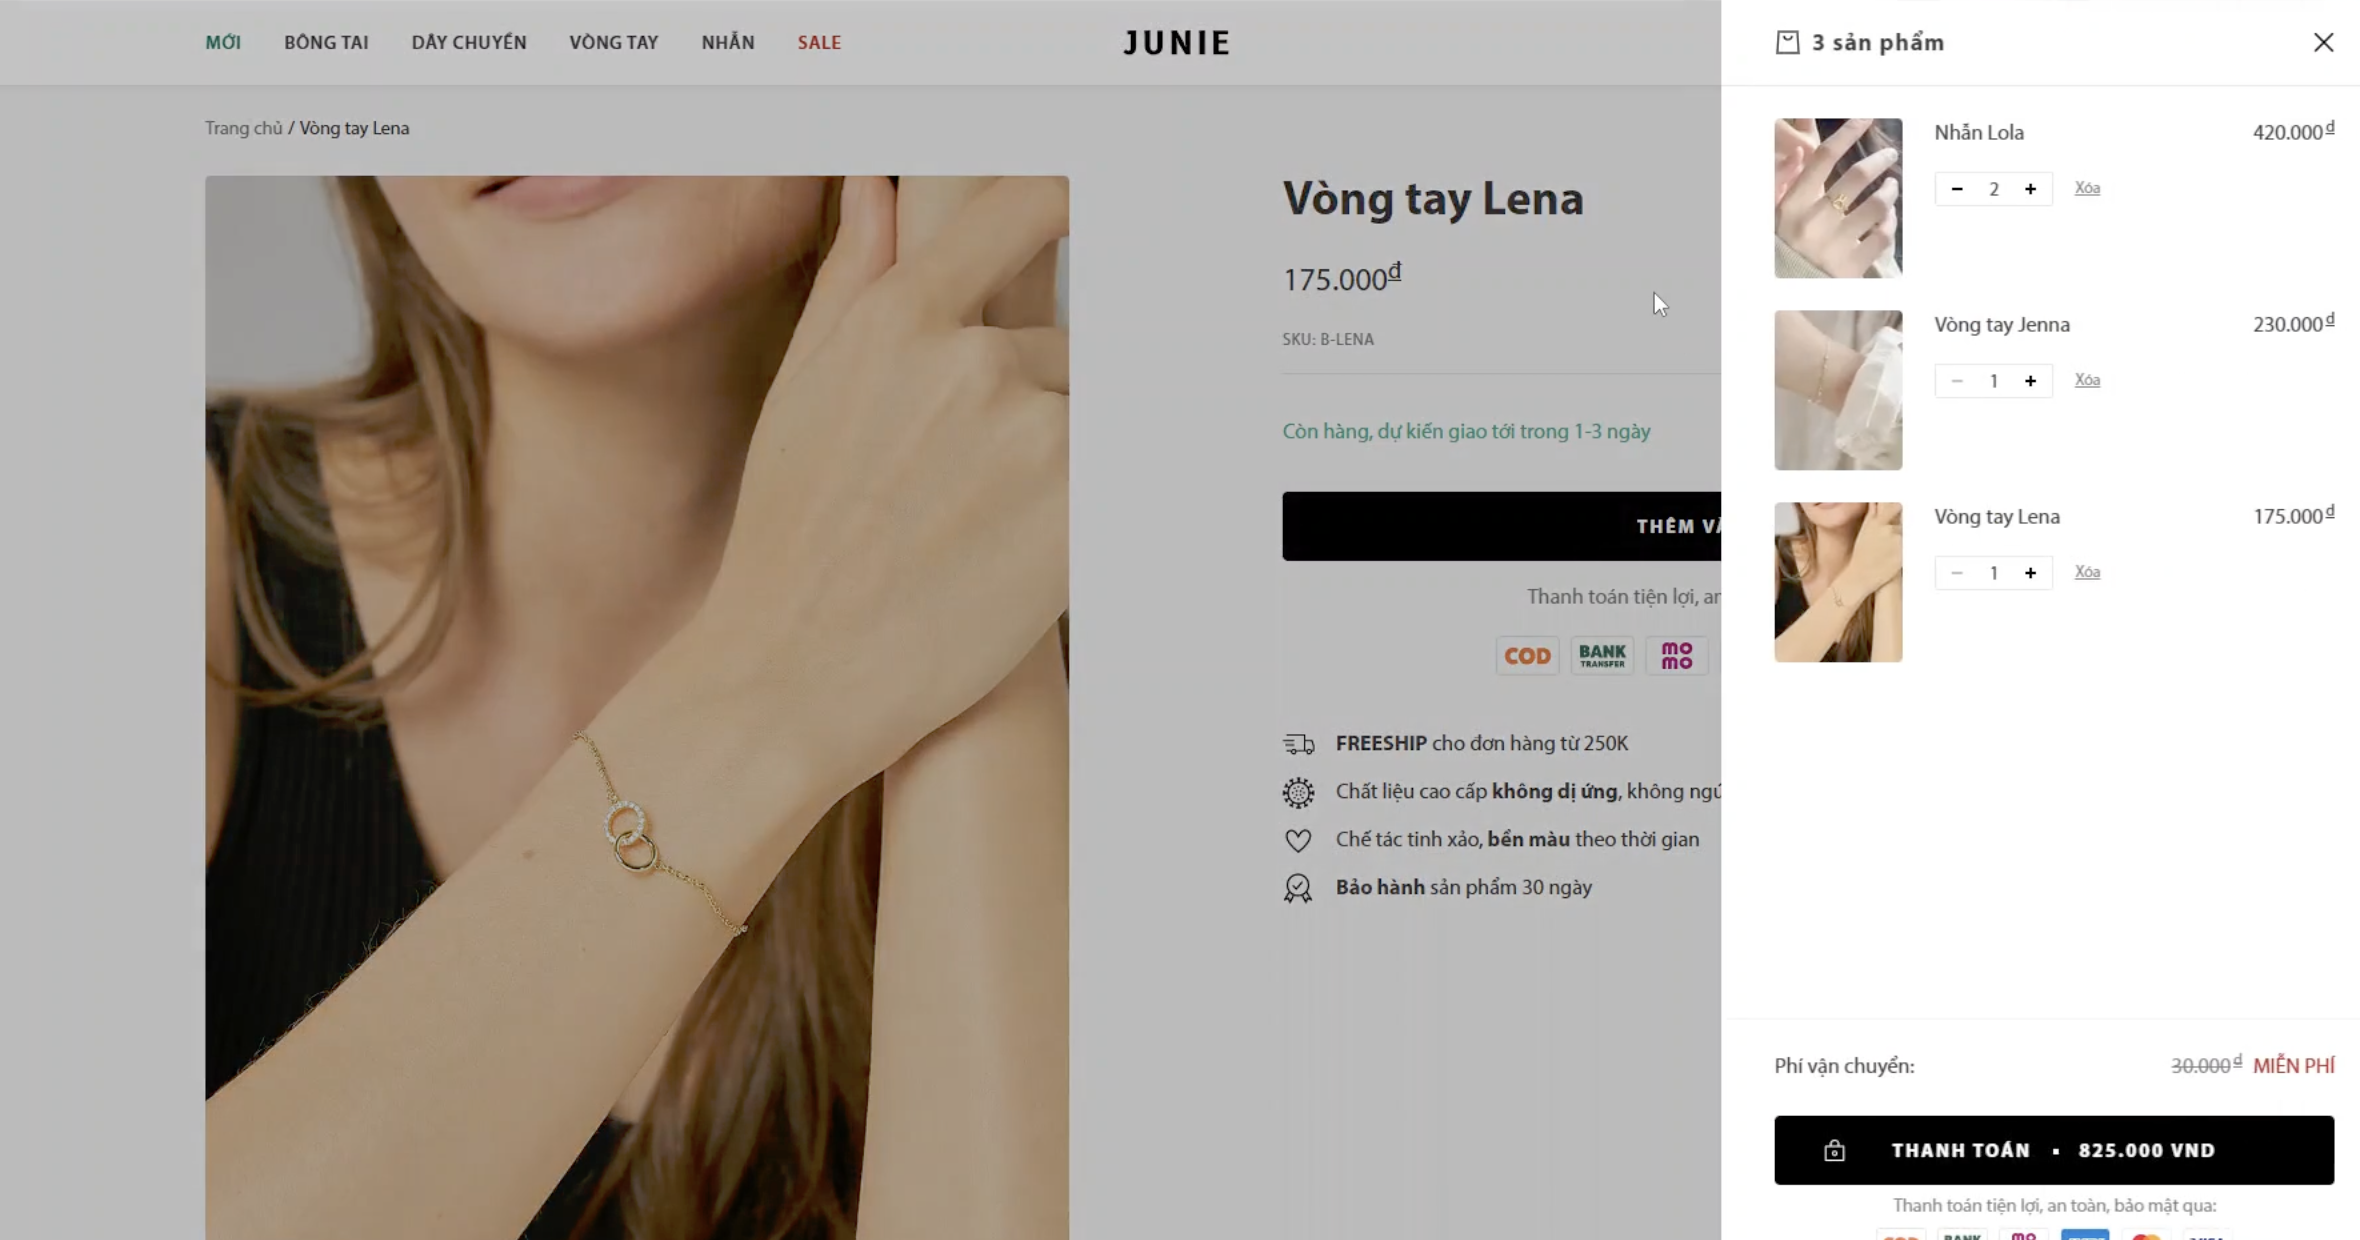 MỚI BÔNG TAI DÂY CHUYỀN VÒNG TAY NHẪN SALE
JUNIE
Trang chủ / Vòng tay Lena
Vòng tay Lena
175.000₫
SKU: B-LENA
Còn hàng, dự kiến giao tới trong 1-3 ngày
THÊM VÀ
Thanh toán tiện lợi, an
COD BANK TRANSFER mo mo
FREESHIP cho đơn hàng từ 250K
Chất liệu cao cấp không dị ứng, không ngứ
Chế tác tinh xảo, bền màu theo thời gian
Bảo hành sản phẩm 30 ngày
3 sản phẩm
Nhẫn Lola 420.000₫
− 2 + Xóa
Vòng tay Jenna 230.000₫
− 1 + Xóa
Vòng tay Lena 175.000₫
− 1 + Xóa
Phí vận chuyển: 30.000₫ MIỄN PHÍ
THANH TOÁN ▪ 825.000 VND
Thanh toán tiện lợi, an toàn, bảo mật qua: